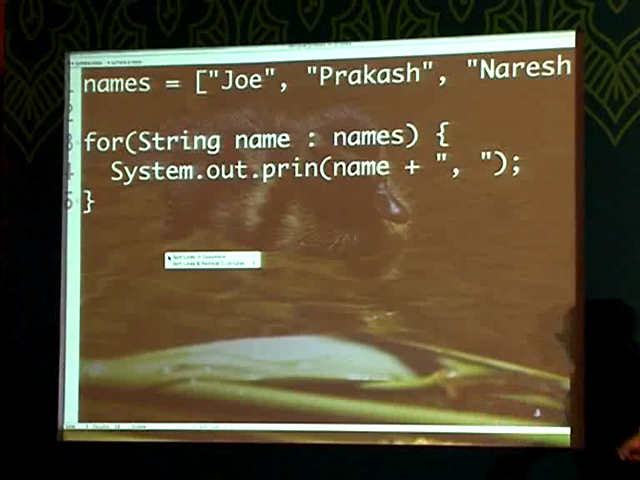 names = ["Joe", "Prakash", "Naresh
for(String name : names) {
System.out.prin(name + ", ");
}